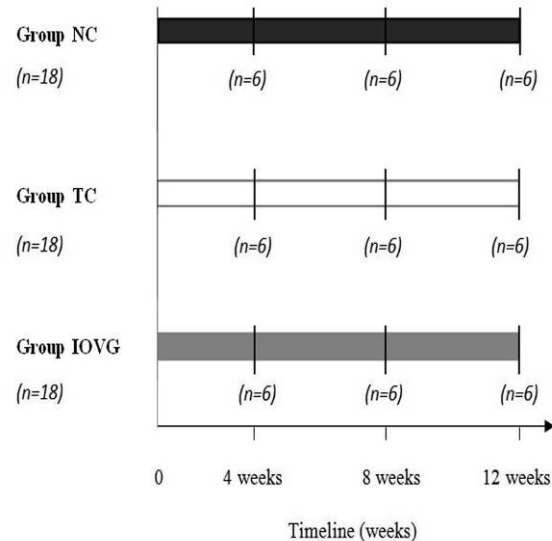 Group NC
(n=18) (n=6) (n=6) (n=6)
Group TC
(n=18) (n=6) (n=6) (n=6)
Group IOVG
(n=18) (n=6) (n=6) (n=6)
0 4 weeks 8 weeks 12 weeks
Timeline (weeks)